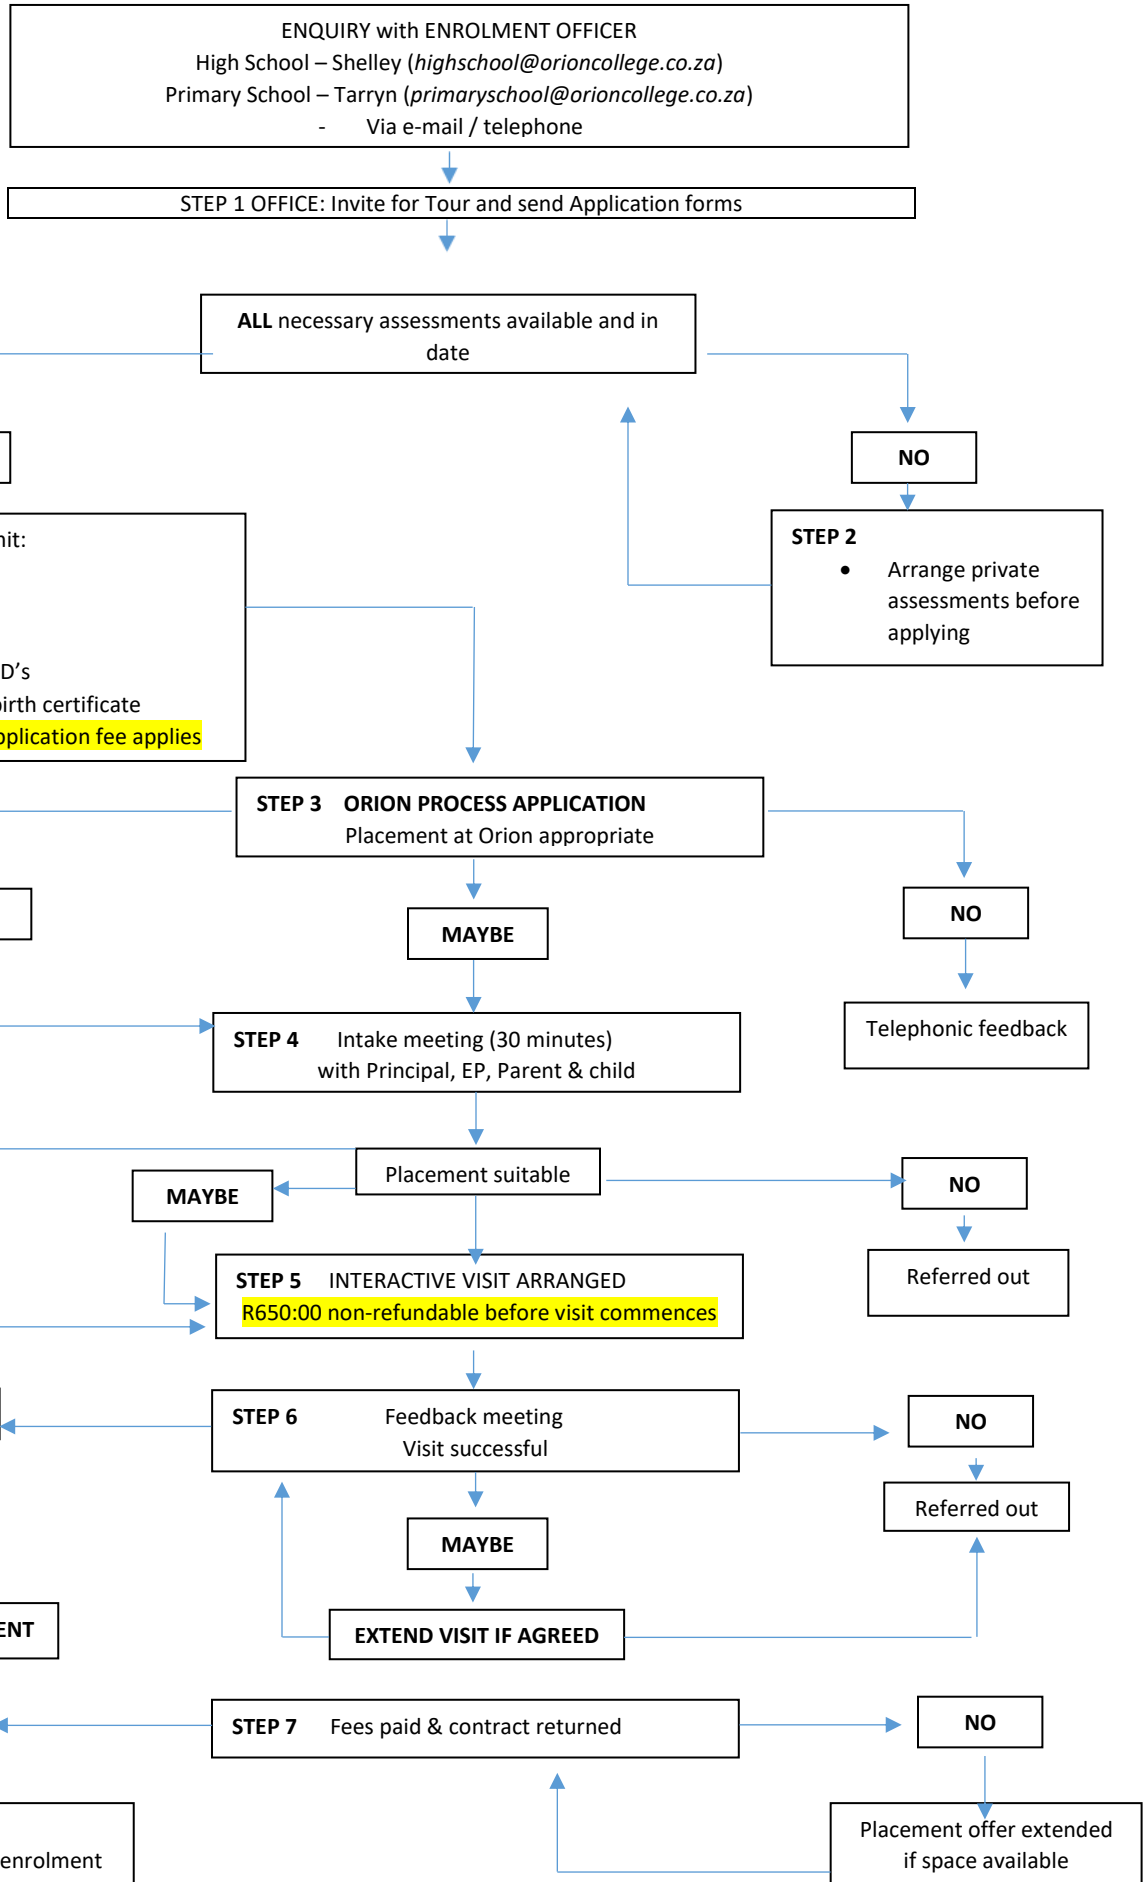 ENQUIRY with ENROLMENT OFFICER
High School – Shelley (highschool@orioncollege.co.za)
Primary School – Tarryn (primaryschool@orioncollege.co.za)
- Via e-mail / telephone
STEP 1 OFFICE: Invite for Tour and send Application forms
ALL necessary assessments available and in
date
NO
STEP 2
• Arrange private
assessments before
applying
nit:
D’s
birth certificate
pplication fee applies
STEP 3 ORION PROCESS APPLICATION
Placement at Orion appropriate
MAYBE
NO
Telephonic feedback
STEP 4 Intake meeting (30 minutes)
with Principal, EP, Parent & child
Placement suitable
MAYBE
NO
Referred out
STEP 5 INTERACTIVE VISIT ARRANGED
R650:00 non-refundable before visit commences
STEP 6 Feedback meeting
Visit successful
NO
Referred out
MAYBE
EXTEND VISIT IF AGREED
ENT
STEP 7 Fees paid & contract returned
NO
Placement offer extended
if space available
enrolment